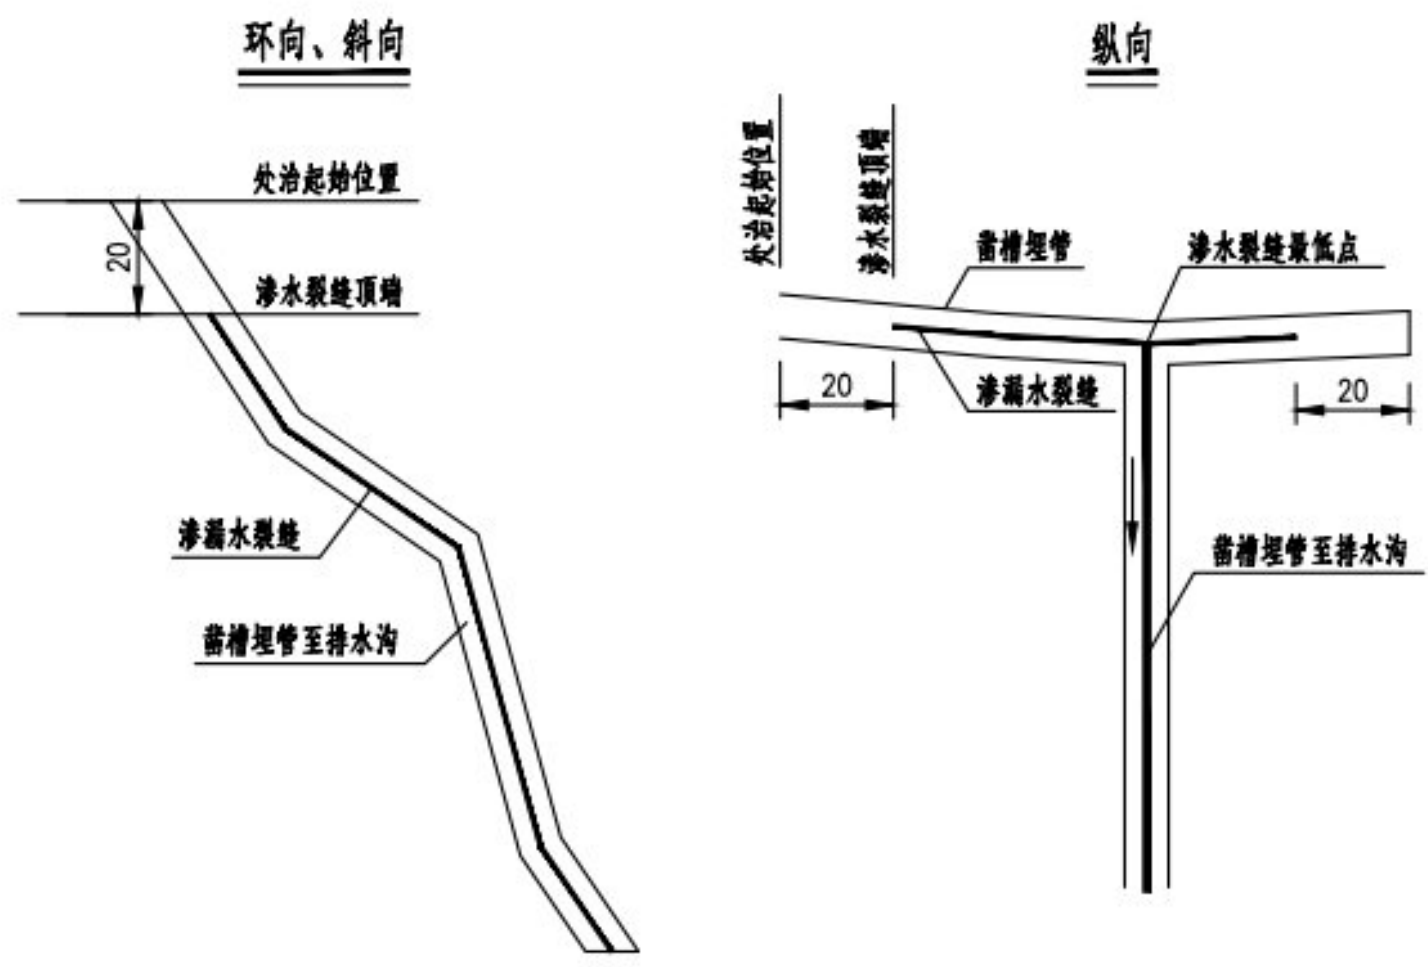 环向、斜向
处治起始位置
20
渗水裂缝顶端
渗漏水裂缝
凿槽埋管至排水沟
纵向
处治起始位置
渗水裂缝顶端
凿槽埋管
渗水裂缝最低点
20
渗漏水裂缝
20
凿槽埋管至排水沟